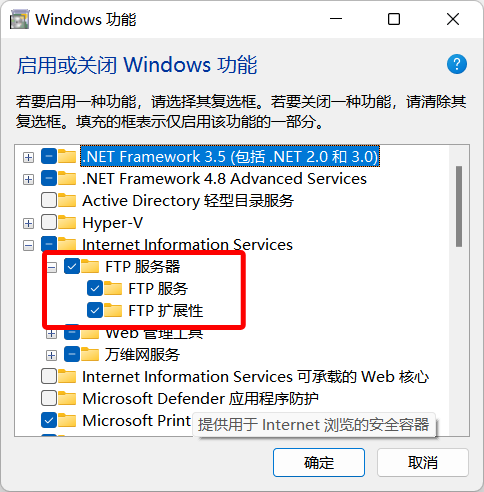 Windows 功能
启用或关闭 Windows 功能
若要启用一种功能，请选择其复选框。若要关闭一种功能，请清除其
复选框。填充的框表示仅启用该功能的一部分。
.NET Framework 3.5 (包括 .NET 2.0 和 3.0)
.NET Framework 4.8 Advanced Services
Active Directory 轻型目录服务
Hyper-V
Internet Information Services
FTP 服务器
FTP 服务
FTP 扩展性
Web 管理工具
万维网服务
Internet Information Services 可承载的 Web 核心
Microsoft Defender 应用程序防护
Microsoft Print
提供用于 Internet 浏览的安全容器
确定
取消